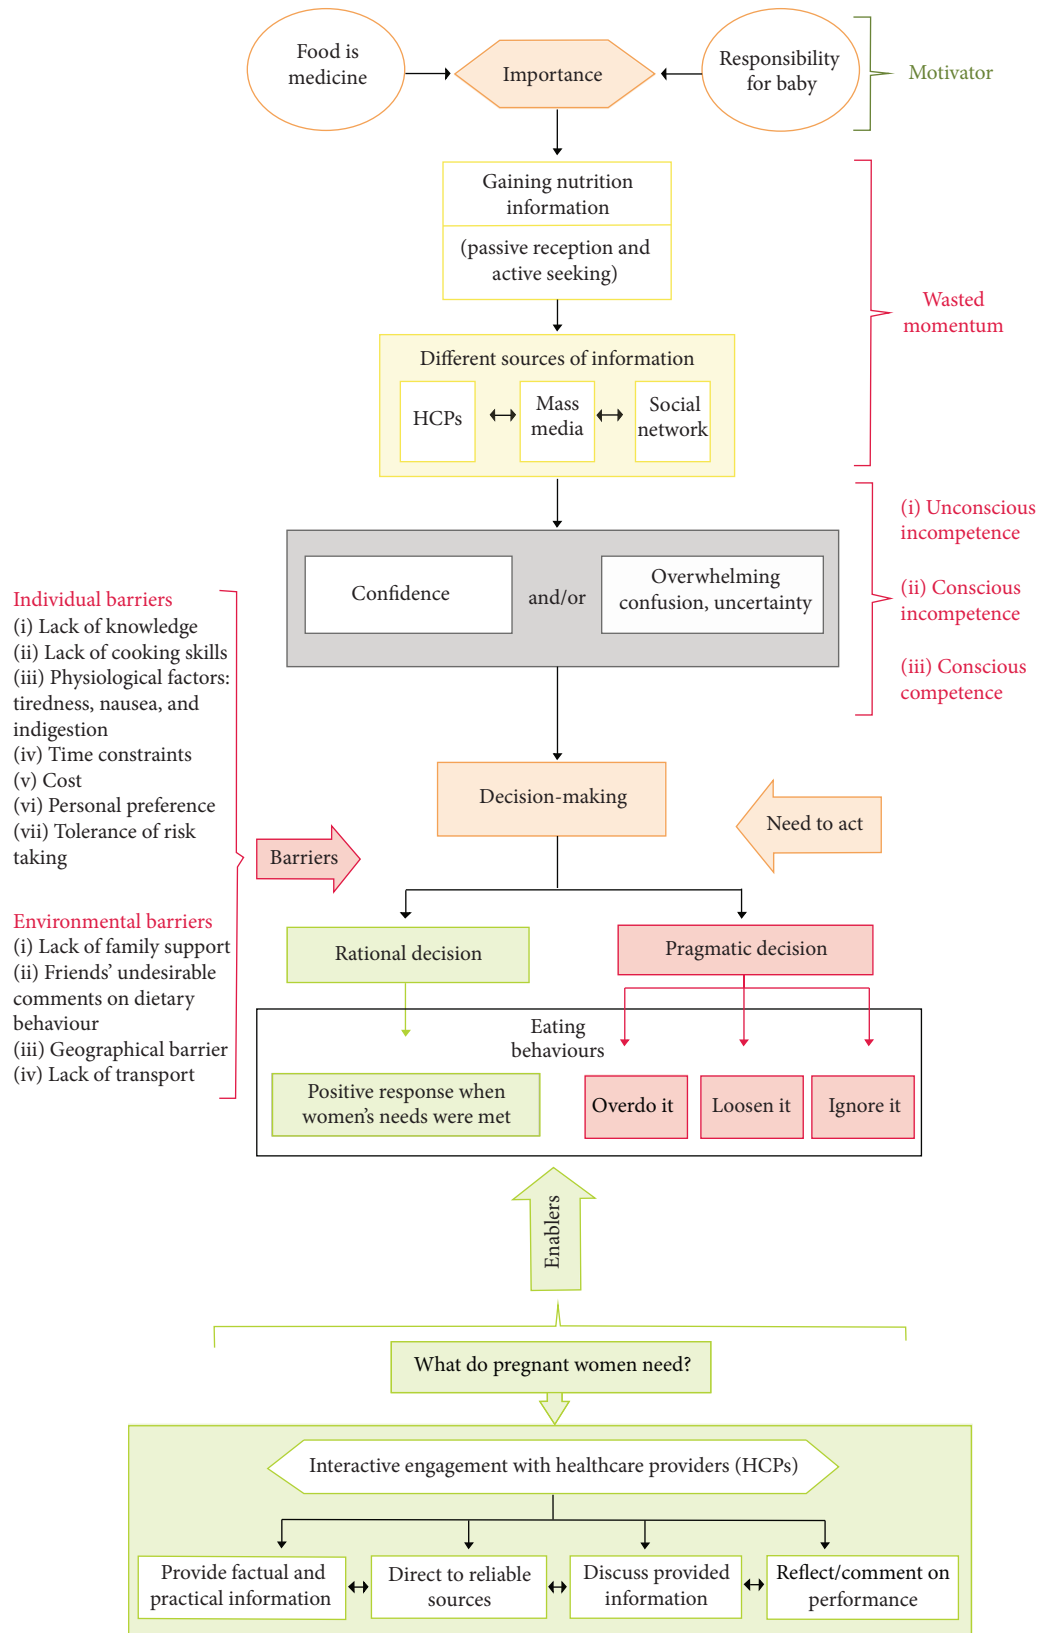 Food is
medicine
Importance
Responsibility
for baby
Motivator
Gaining nutrition
information
(passive reception and
active seeking)
Wasted
momentum
Different sources of information
HCPs
Mass
media
Social
network
(i) Unconscious
incompetence
(ii) Conscious
incompetence
(iii) Conscious
competence
Confidence
and/or
Overwhelming
confusion, uncertainty
Individual barriers
(i) Lack of knowledge
(ii) Lack of cooking skills
(iii) Physiological factors:
tiredness, nausea, and
indigestion
(iv) Time constraints
(v) Cost
(vi) Personal preference
(vii) Tolerance of risk
taking
Environmental barriers
(i) Lack of family support
(ii) Friends’ undesirable
comments on dietary
behaviour
(iii) Geographical barrier
(iv) Lack of transport
Barriers
Decision-making
Need to act
Rational decision
Pragmatic decision
Eating
behaviours
Positive response when
women’s needs were met
Overdo it
Loosen it
Ignore it
Enablers
What do pregnant women need?
Interactive engagement with healthcare providers (HCPs)
Provide factual and
practical information
Direct to reliable
sources
Discuss provided
information
Reflect/comment on
performance